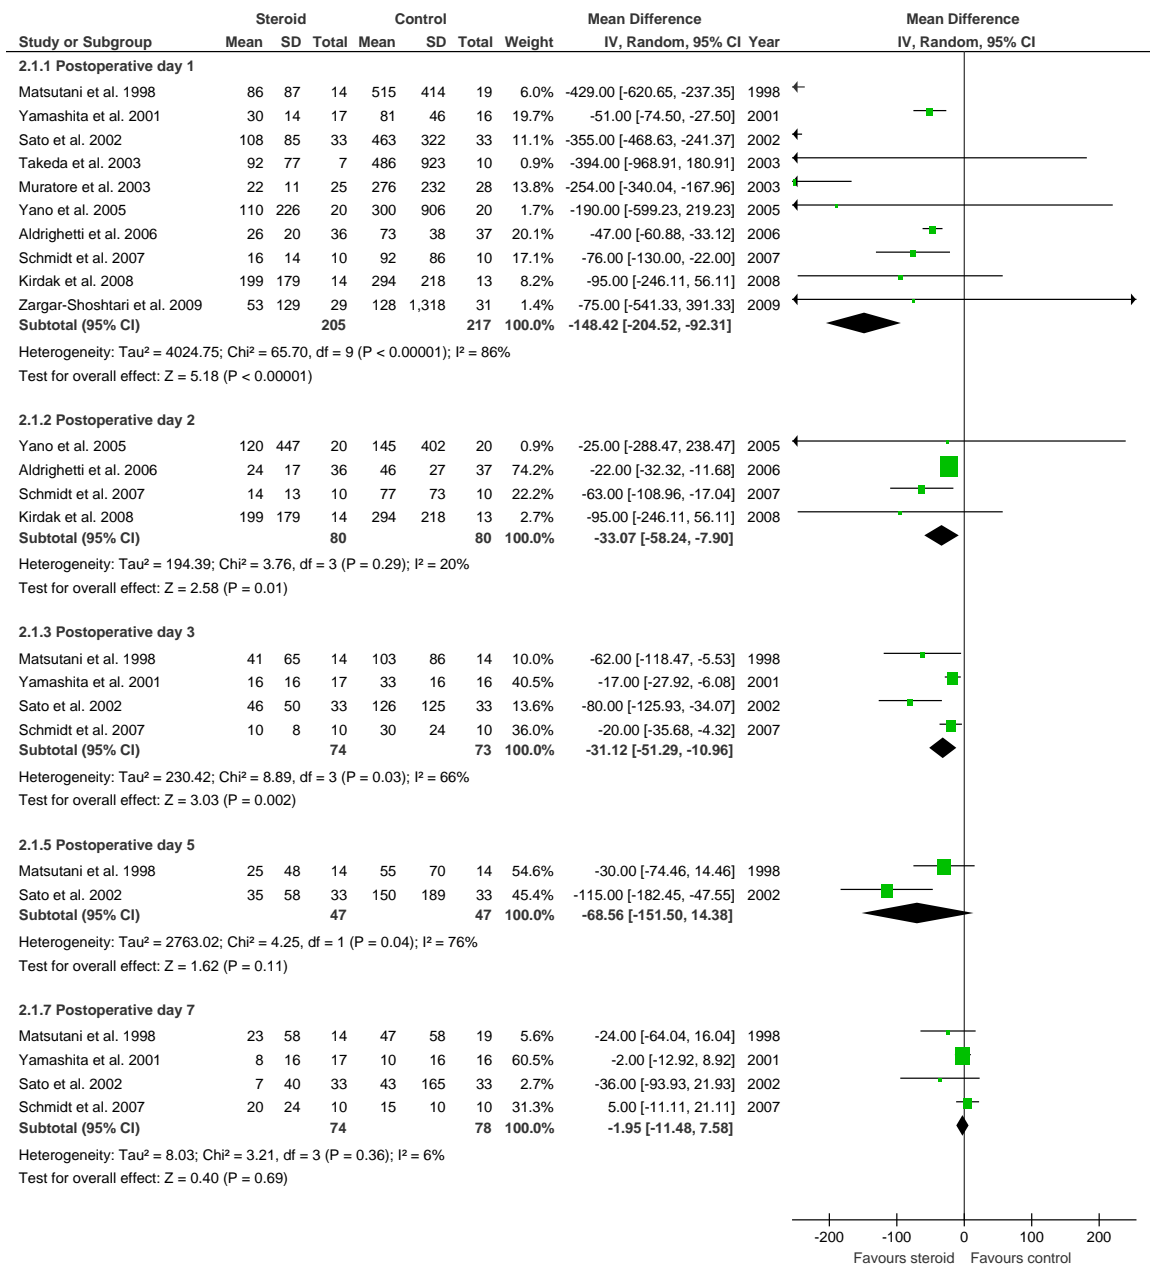 Steroid Control Mean Difference Mean Difference
Study or Subgroup Mean SD Total Mean SD Total Weight IV, Random, 95% CI Year IV, Random, 95% CI
2.1.1 Postoperative day 1
Matsutani et al. 1998 86 87 14 515 414 19 6.0% -429.00 [-620.65, -237.35] 1998
Yamashita et al. 2001 30 14 17 81 46 16 19.7% -51.00 [-74.50, -27.50] 2001
Sato et al. 2002 108 85 33 463 322 33 11.1% -355.00 [-468.63, -241.37] 2002
Takeda et al. 2003 92 77 7 486 923 10 0.9% -394.00 [-968.91, 180.91] 2003
Muratore et al. 2003 22 11 25 276 232 28 13.8% -254.00 [-340.04, -167.96] 2003
Yano et al. 2005 110 226 20 300 906 20 1.7% -190.00 [-599.23, 219.23] 2005
Aldrighetti et al. 2006 26 20 36 73 38 37 20.1% -47.00 [-60.88, -33.12] 2006
Schmidt et al. 2007 16 14 10 92 86 10 17.1% -76.00 [-130.00, -22.00] 2007
Kirdak et al. 2008 199 179 14 294 218 13 8.2% -95.00 [-246.11, 56.11] 2008
Zargar-Shoshtari et al. 2009 53 129 29 128 1,318 31 1.4% -75.00 [-541.33, 391.33] 2009
Subtotal (95% CI) 205 217 100.0% -148.42 [-204.52, -92.31]
Heterogeneity: Tau² = 4024.75; Chi² = 65.70, df = 9 (P < 0.00001); I² = 86%
Test for overall effect: Z = 5.18 (P < 0.00001)
2.1.2 Postoperative day 2
Yano et al. 2005 120 447 20 145 402 20 0.9% -25.00 [-288.47, 238.47] 2005
Aldrighetti et al. 2006 24 17 36 46 27 37 74.2% -22.00 [-32.32, -11.68] 2006
Schmidt et al. 2007 14 13 10 77 73 10 22.2% -63.00 [-108.96, -17.04] 2007
Kirdak et al. 2008 199 179 14 294 218 13 2.7% -95.00 [-246.11, 56.11] 2008
Subtotal (95% CI) 80 80 100.0% -33.07 [-58.24, -7.90]
Heterogeneity: Tau² = 194.39; Chi² = 3.76, df = 3 (P = 0.29); I² = 20%
Test for overall effect: Z = 2.58 (P = 0.01)
2.1.3 Postoperative day 3
Matsutani et al. 1998 41 65 14 103 86 14 10.0% -62.00 [-118.47, -5.53] 1998
Yamashita et al. 2001 16 16 17 33 16 16 40.5% -17.00 [-27.92, -6.08] 2001
Sato et al. 2002 46 50 33 126 125 33 13.6% -80.00 [-125.93, -34.07] 2002
Schmidt et al. 2007 10 8 10 30 24 10 36.0% -20.00 [-35.68, -4.32] 2007
Subtotal (95% CI) 74 73 100.0% -31.12 [-51.29, -10.96]
Heterogeneity: Tau² = 230.42; Chi² = 8.89, df = 3 (P = 0.03); I² = 66%
Test for overall effect: Z = 3.03 (P = 0.002)
2.1.5 Postoperative day 5
Matsutani et al. 1998 25 48 14 55 70 14 54.6% -30.00 [-74.46, 14.46] 1998
Sato et al. 2002 35 58 33 150 189 33 45.4% -115.00 [-182.45, -47.55] 2002
Subtotal (95% CI) 47 47 100.0% -68.56 [-151.50, 14.38]
Heterogeneity: Tau² = 2763.02; Chi² = 4.25, df = 1 (P = 0.04); I² = 76%
Test for overall effect: Z = 1.62 (P = 0.11)
2.1.7 Postoperative day 7
Matsutani et al. 1998 23 58 14 47 58 19 5.6% -24.00 [-64.04, 16.04] 1998
Yamashita et al. 2001 8 16 17 10 16 16 60.5% -2.00 [-12.92, 8.92] 2001
Sato et al. 2002 7 40 33 43 165 33 2.7% -36.00 [-93.93, 21.93] 2002
Schmidt et al. 2007 20 24 10 15 10 10 31.3% 5.00 [-11.11, 21.11] 2007
Subtotal (95% CI) 74 78 100.0% -1.95 [-11.48, 7.58]
Heterogeneity: Tau² = 8.03; Chi² = 3.21, df = 3 (P = 0.36); I² = 6%
Test for overall effect: Z = 0.40 (P = 0.69)
-200 -100 0 100 200
Favours steroid Favours control